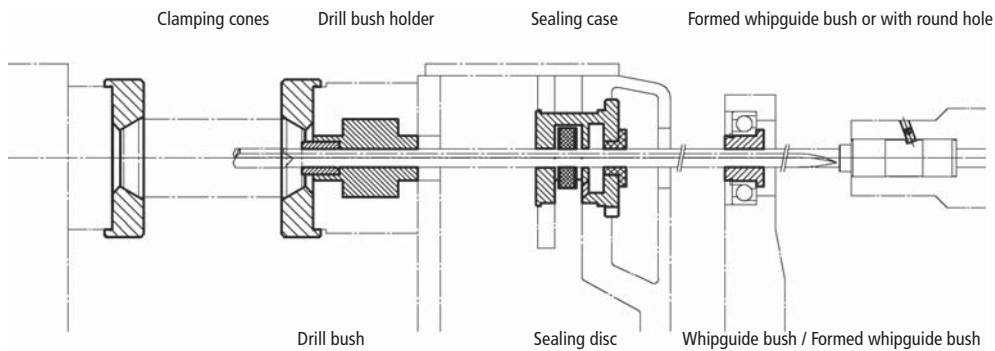 Clamping cones
Drill bush holder
Sealing case
Formed whipguide bush or with round hole
Drill bush
Sealing disc
Whipguide bush / Formed whipguide bush